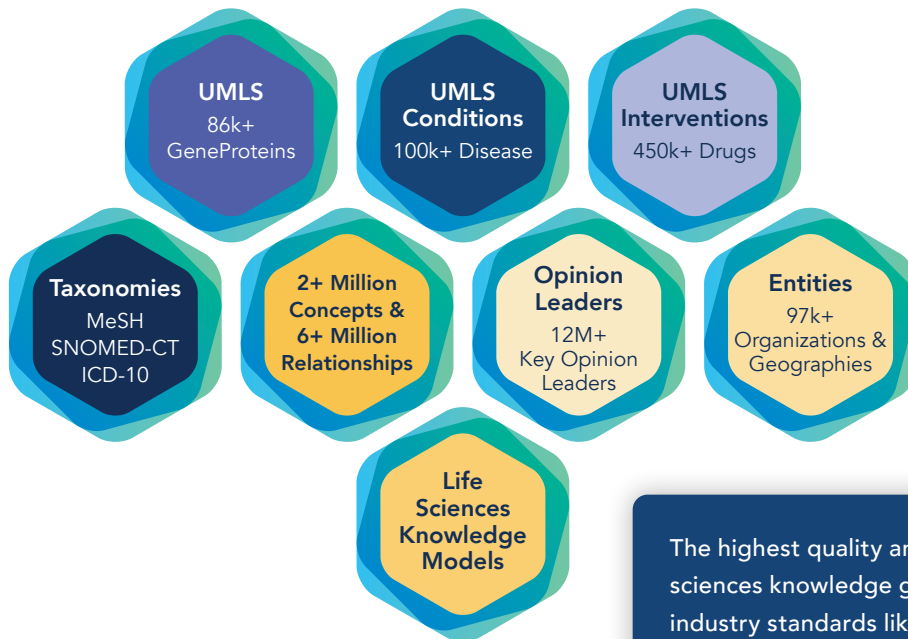 UMLS
86k+
GeneProteins
UMLS
Conditions
100k+ Disease
UMLS
Interventions
450k+ Drugs
Taxonomies
MeSH
SNOMED-CT
ICD-10
2+ Million
Concepts &
6+ Million
Relationships
Opinion
Leaders
12M+
Key Opinion
Leaders
Entities
97k+
Organizations &
Geographies
Life
Sciences
Knowledge
Models
The highest quality
sciences knowledge
industry standards